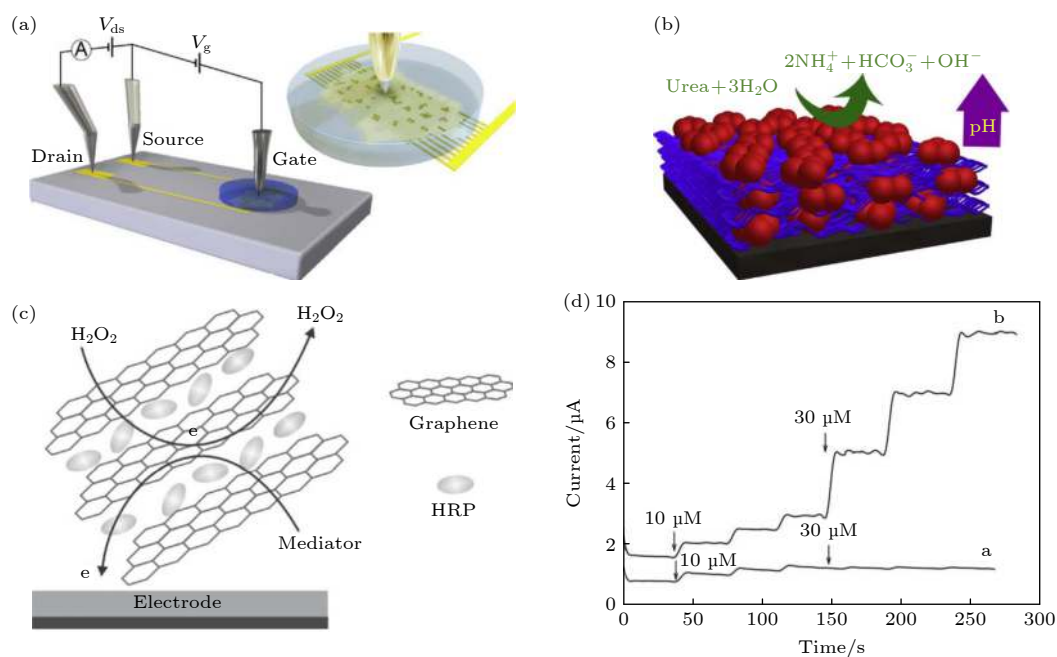 (a)
V_ds
A
V_g
Source
Drain
Gate
(b)
2NH₄⁺+HCO₃⁻+OH⁻
Urea+3H₂O
pH
(c)
H₂O₂
H₂O₂
e
Graphene
HRP
Mediator
e
Electrode
(d)
10
8
6
4
2
0
Current/µA
b
30 µM
10 µM
30 µM
10 µM
a
0 50 100 150 200 250 300
Time/s